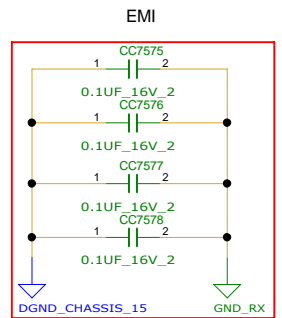 EMI
CC7575
1 2
0.1UF_16V_2
CC7576
1 2
0.1UF_16V_2
CC7577
1 2
0.1UF_16V_2
CC7578
1 2
0.1UF_16V_2
DGND_CHASSIS_15 GND_RX